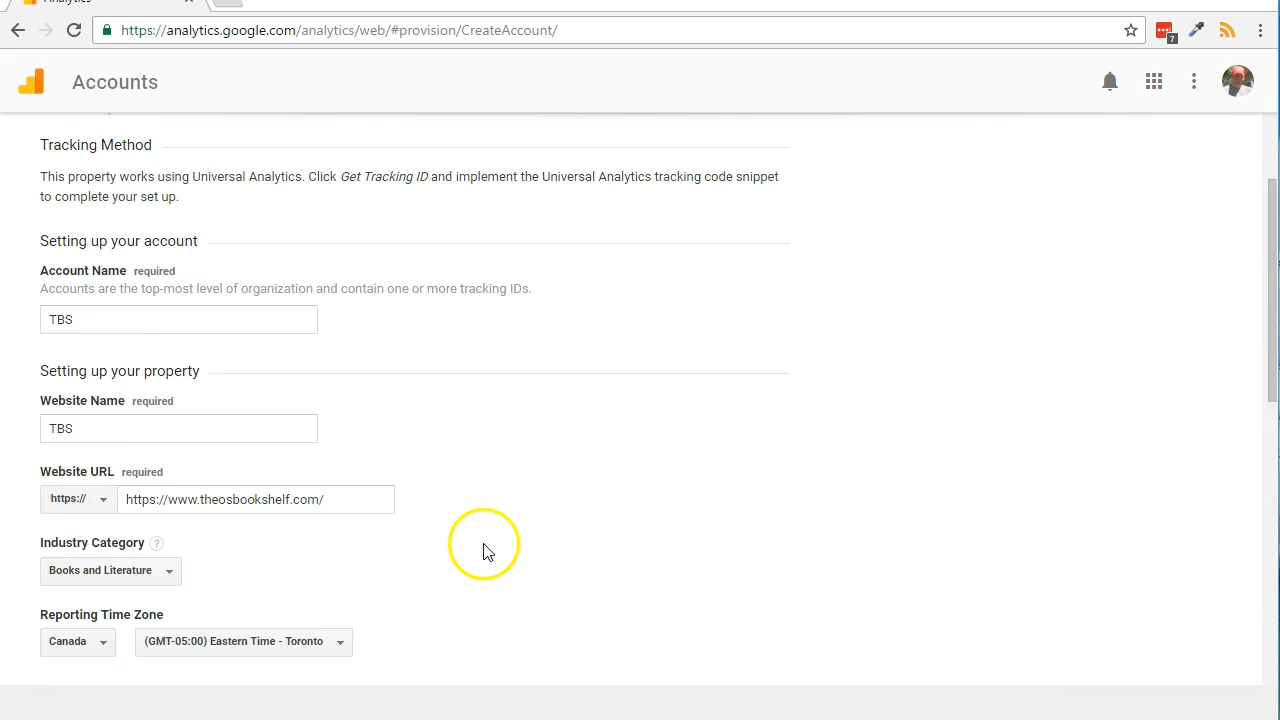 Analytics
https://analytics.google.com/analytics/web/#provision/CreateAccount/
7
Accounts
Tracking Method
This property works using Universal Analytics. Click Get Tracking ID and implement the Universal Analytics tracking code snippet
to complete your set up.
Setting up your account
Account Name required
Accounts are the top-most level of organization and contain one or more tracking IDs.
TBS
Setting up your property
Website Name required
TBS
Website URL required
https:// https://www.theosbookshelf.com/
Industry Category ?
Books and Literature
Reporting Time Zone
Canada (GMT-05:00) Eastern Time - Toronto